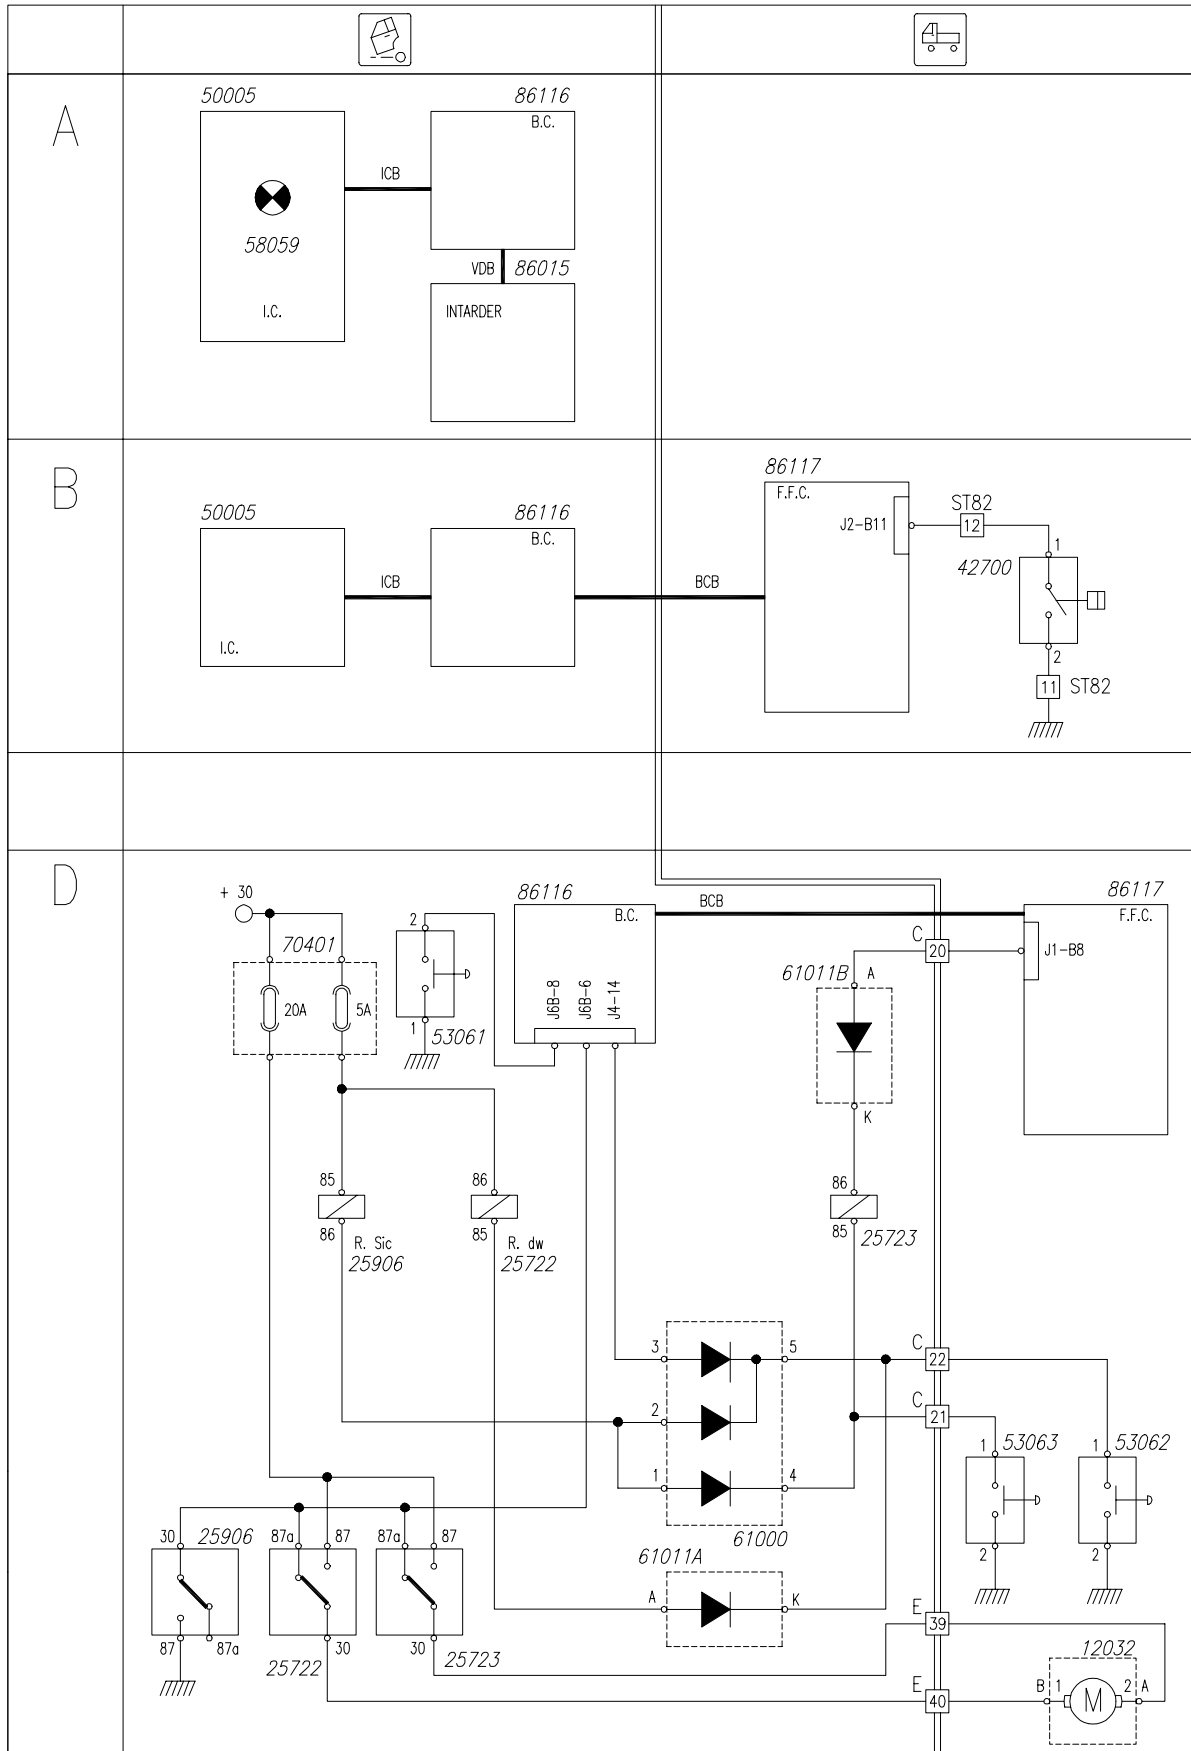 A
50005
86116
B.C.
ICB
58059
VDB
86015
I.C.
INTARDER
B
86117
F.F.C.
50005
86116
B.C.
J2-B11
ST82
12
1
42700
ICB
BCB
I.C.
2
11
ST82
D
+ 30
86116
B.C.
BCB
86117
F.F.C.
2
70401
C
20
J1-B8
61011B
A
20A
5A
J6B-8
J6B-6
J4-14
1
53061
K
85
86
86
86
85
85
R. Sic
25906
R. dw
25722
25723
3
5
C
22
2
C
21
1
53063
1
53062
1
4
30
25906
87a
87
87a
87
61000
61011A
2
2
A
K
E
39
87
87a
30
30
25722
25723
12032
E
40
B
1
M
2
A